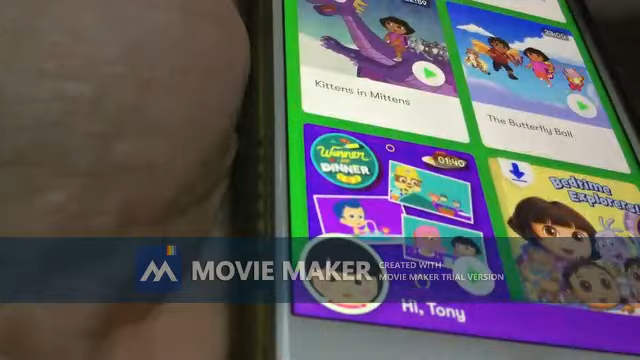 Kittens in Mittens
The Butterfly Ball
Winner
DINNER
01:40
Bedtime
Explorers!
MOVIE MAKER
CREATED WITH
MOVIE MAKER TRIAL VERSION
Hi, Tony